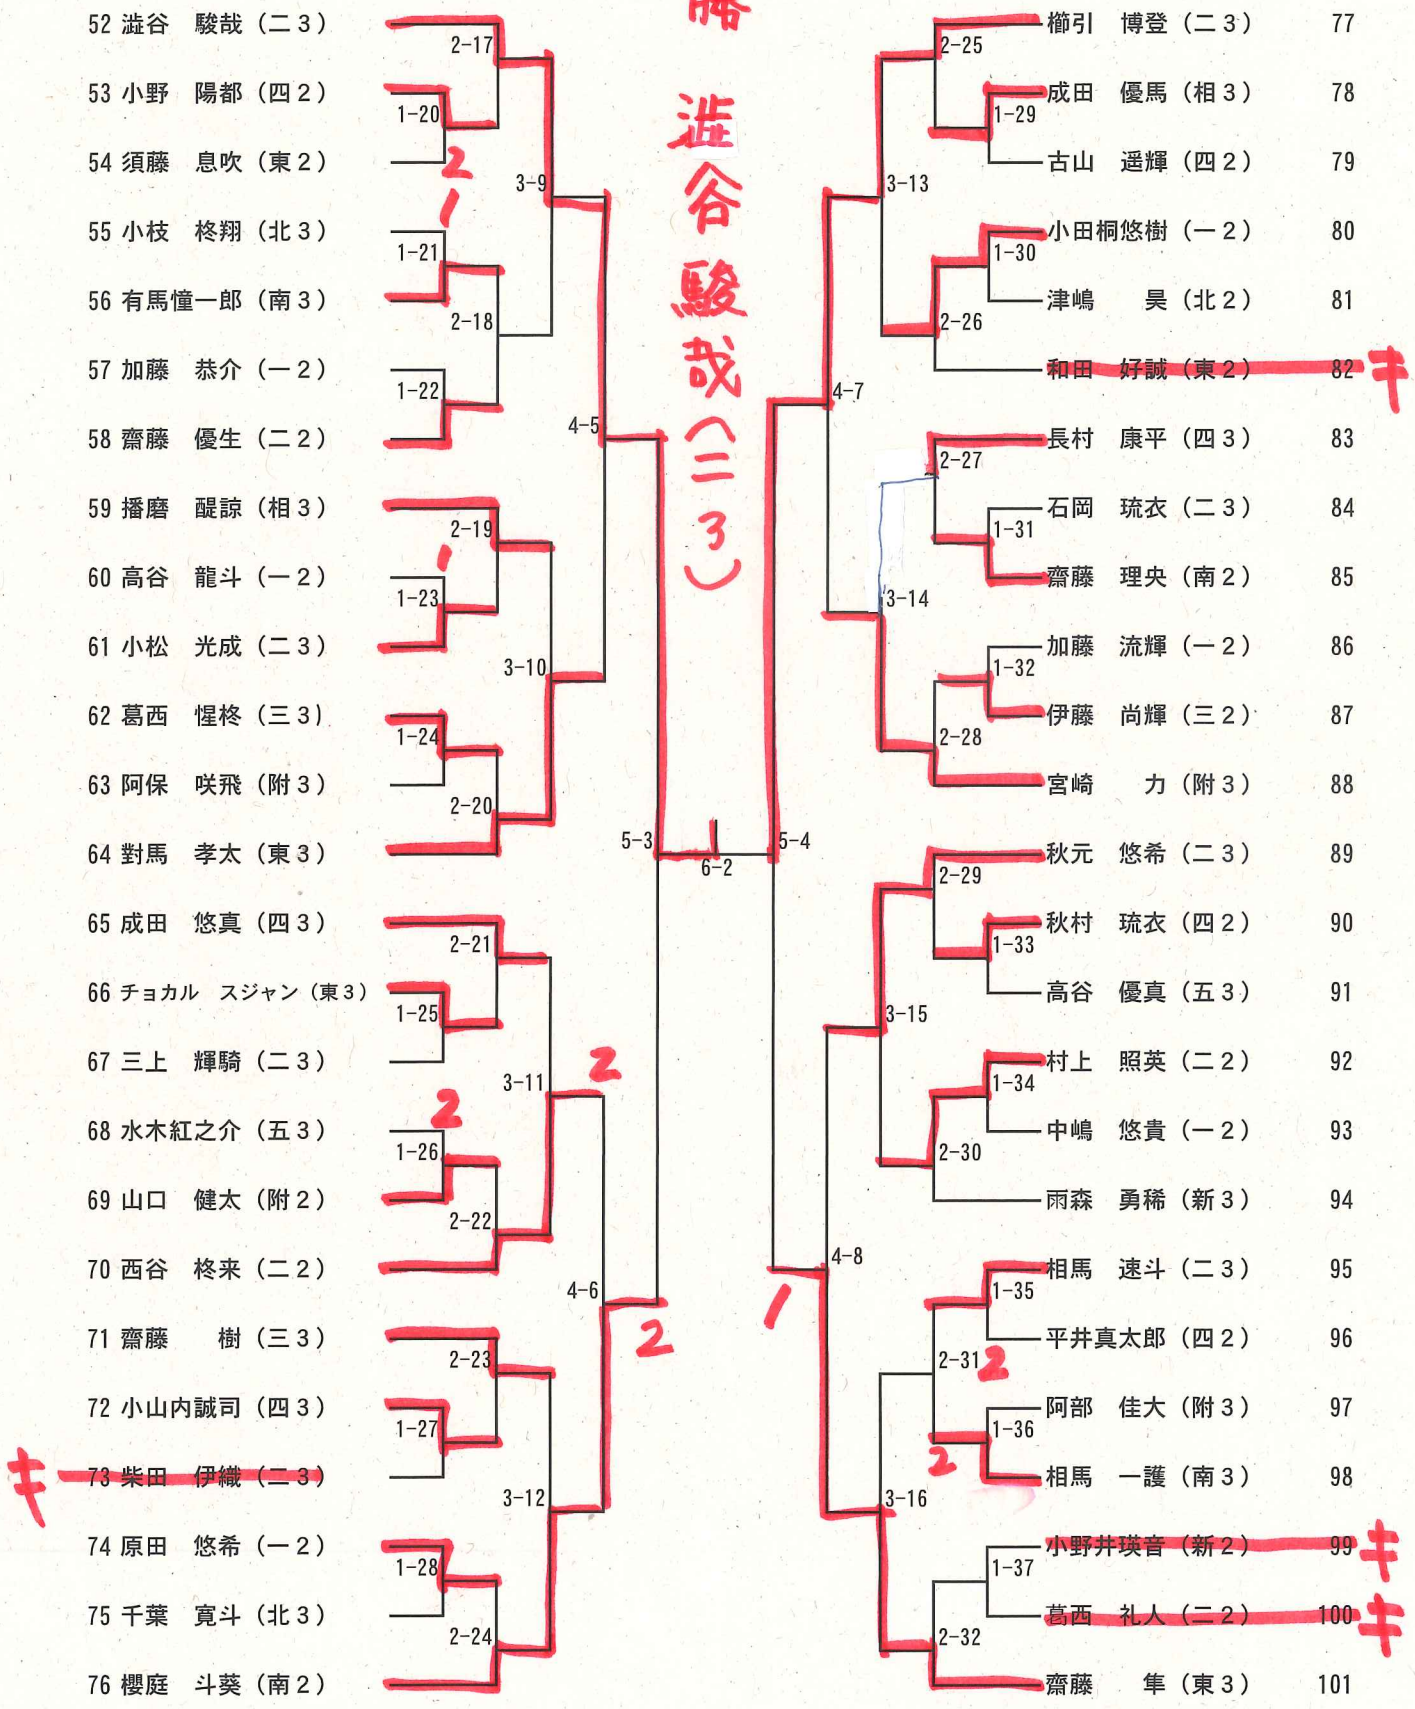 勝
澁谷駿哉(二3)
52 澁谷 駿哉(二3)
53 小野 陽都(四2)
54 須藤 息吹(東2)
55 小枝 柊翔(北3)
56 有馬憧一郎(南3)
57 加藤 恭介(一2)
58 齋藤 優生(二2)
59 播磨 醍諒(相3)
60 高谷 龍斗(一2)
61 小松 光成(二3)
62 葛西 惺柊(三3)
63 阿保 咲飛(附3)
64 對馬 孝太(東3)
65 成田 悠真(四3)
66 チョカル スジャン(東3)
67 三上 輝騎(二3)
68 水木紅之介(五3)
69 山口 健太(附2)
70 西谷 柊来(二2)
71 齋藤 樹(三3)
72 小山内誠司(四3)
73 柴田 伊織(二3) キ
74 原田 悠希(一2)
75 千葉 寛斗(北3)
76 櫻庭 斗葵(南2)
1-20
2
1
1-21
1-22
1
1-23
1-24
1-25
2
1-26
1-27
1-28
2-17
2-18
2-19
2-20
2-21
2-22
2-23
2-24
3-9
3-10
3-11
2
3-12
4-5
4-6
2
5-3
6-2
5-4
4-7
4-8
1
3-13
3-14
3-15
3-16
2-25
2-26
2-27
2-28
2-29
2-30
2-31
2
2
2-32
1-29
1-30
1-31
1-32
1-33
1-34
1-35
1-36
1-37
櫛引 博登(二3) 77
成田 優馬(相3) 78
古山 遥輝(四2) 79
小田桐悠樹(一2) 80
津嶋 昊(北2) 81
和田 好誠(東2) 82 キ
長村 康平(四3) 83
石岡 琉衣(二3) 84
齋藤 理央(南2) 85
加藤 流輝(一2) 86
伊藤 尚輝(三2) 87
宮崎 力(附3) 88
秋元 悠希(二3) 89
秋村 琉衣(四2) 90
高谷 優真(五3) 91
村上 照英(二2) 92
中嶋 悠貴(一2) 93
雨森 勇稀(新3) 94
相馬 速斗(二3) 95
平井真太郎(四2) 96
阿部 佳大(附3) 97
相馬 一護(南3) 98
小野井瑛音(新2) 99 キ
葛西 礼人(二2) 100 キ
齋藤 隼(東3) 101